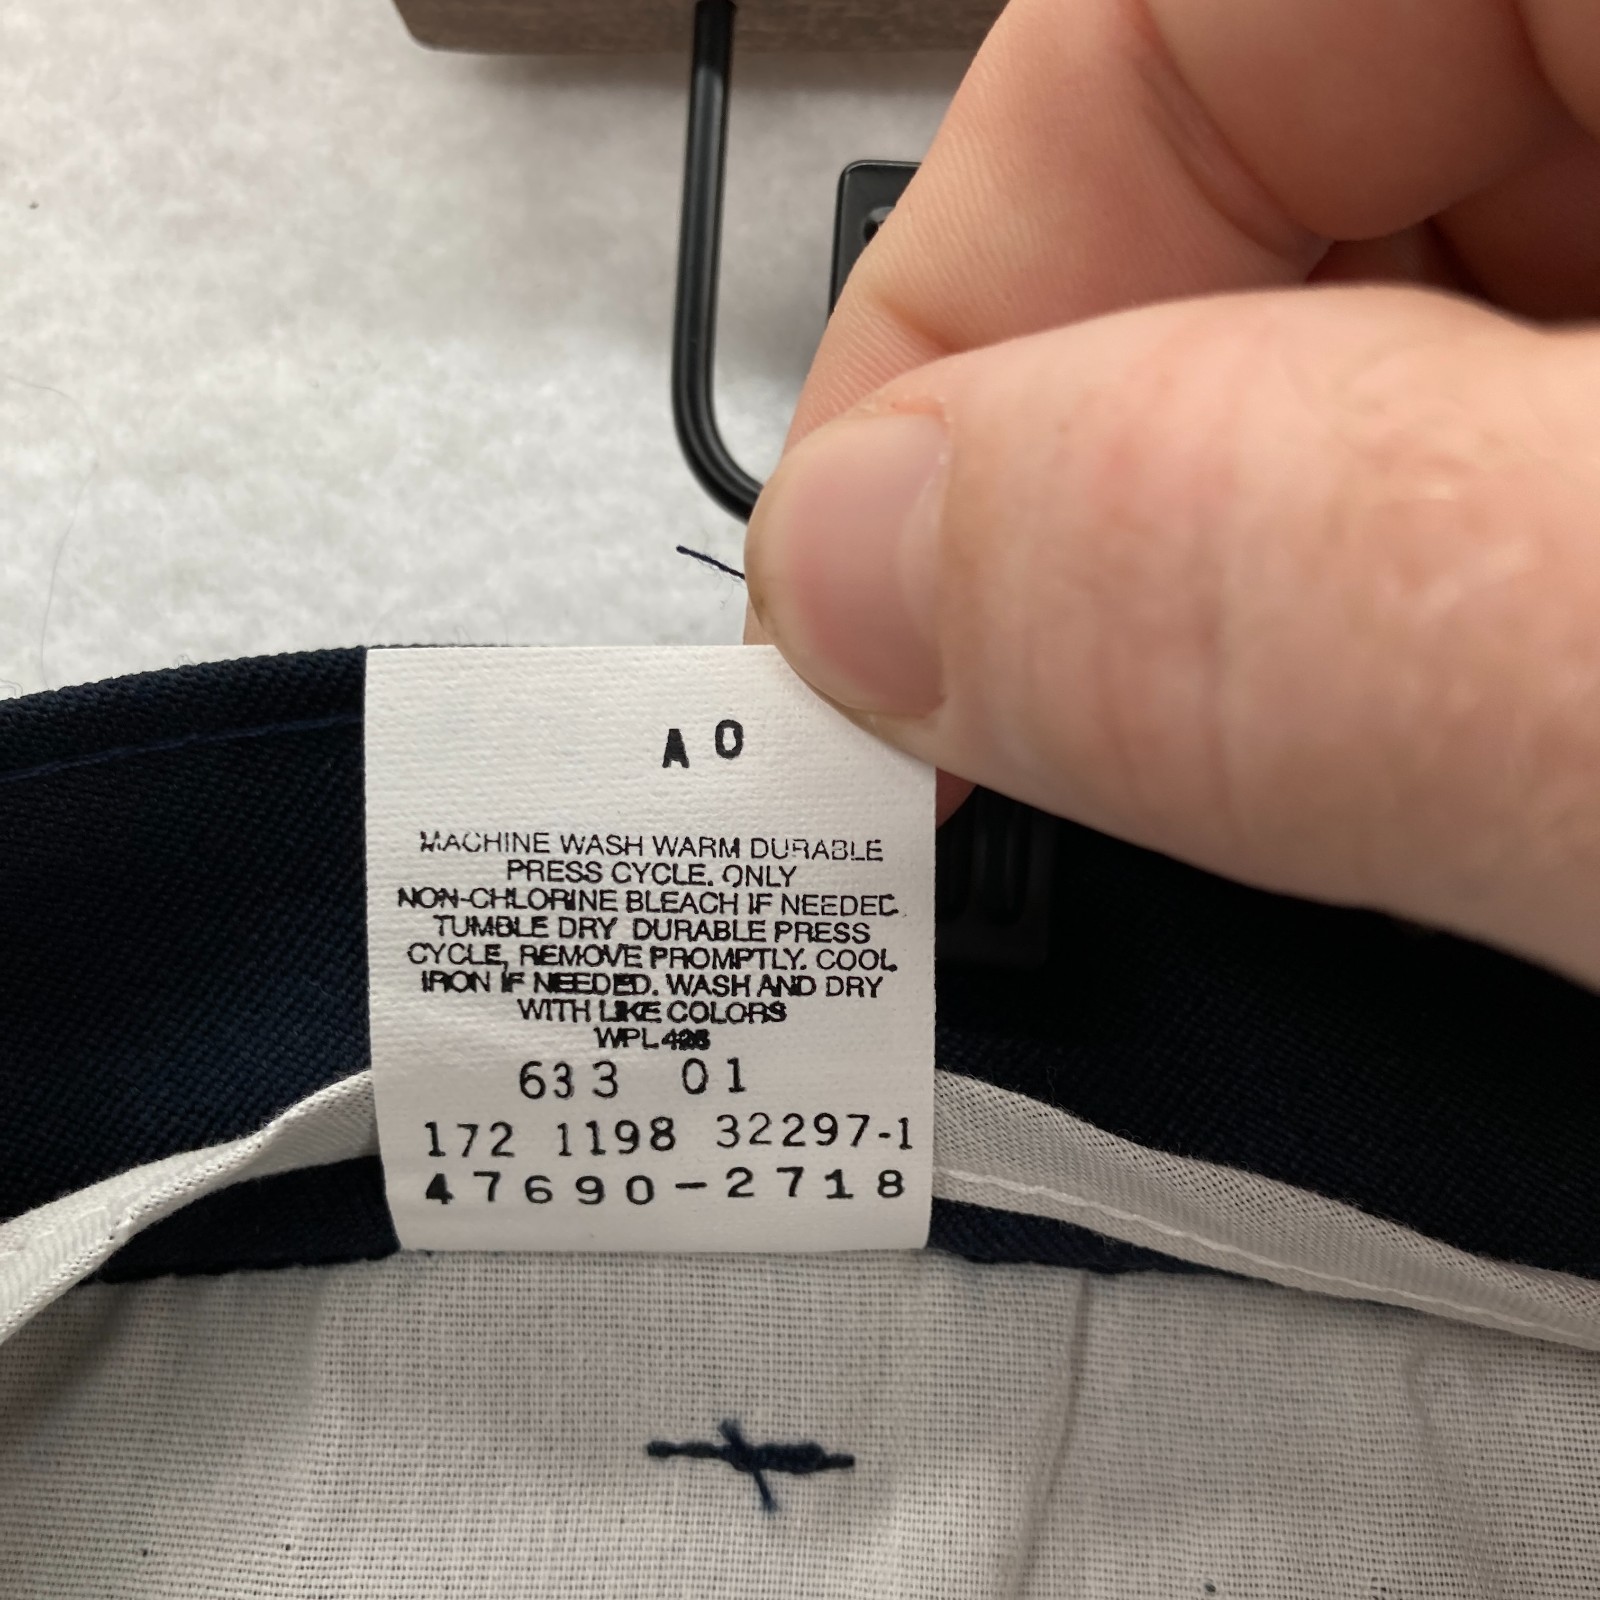 A 0
MACHINE WASH WARM DURABLE
PRESS CYCLE. ONLY
NON-CHLORINE BLEACH IF NEEDED.
TUMBLE DRY DURABLE PRESS
CYCLE, REMOVE PROMPTLY. COOL
IRON IF NEEDED. WASH AND DRY
WITH LIKE COLORS
WPL
633 01
172 1198 32297-1
47690-2718